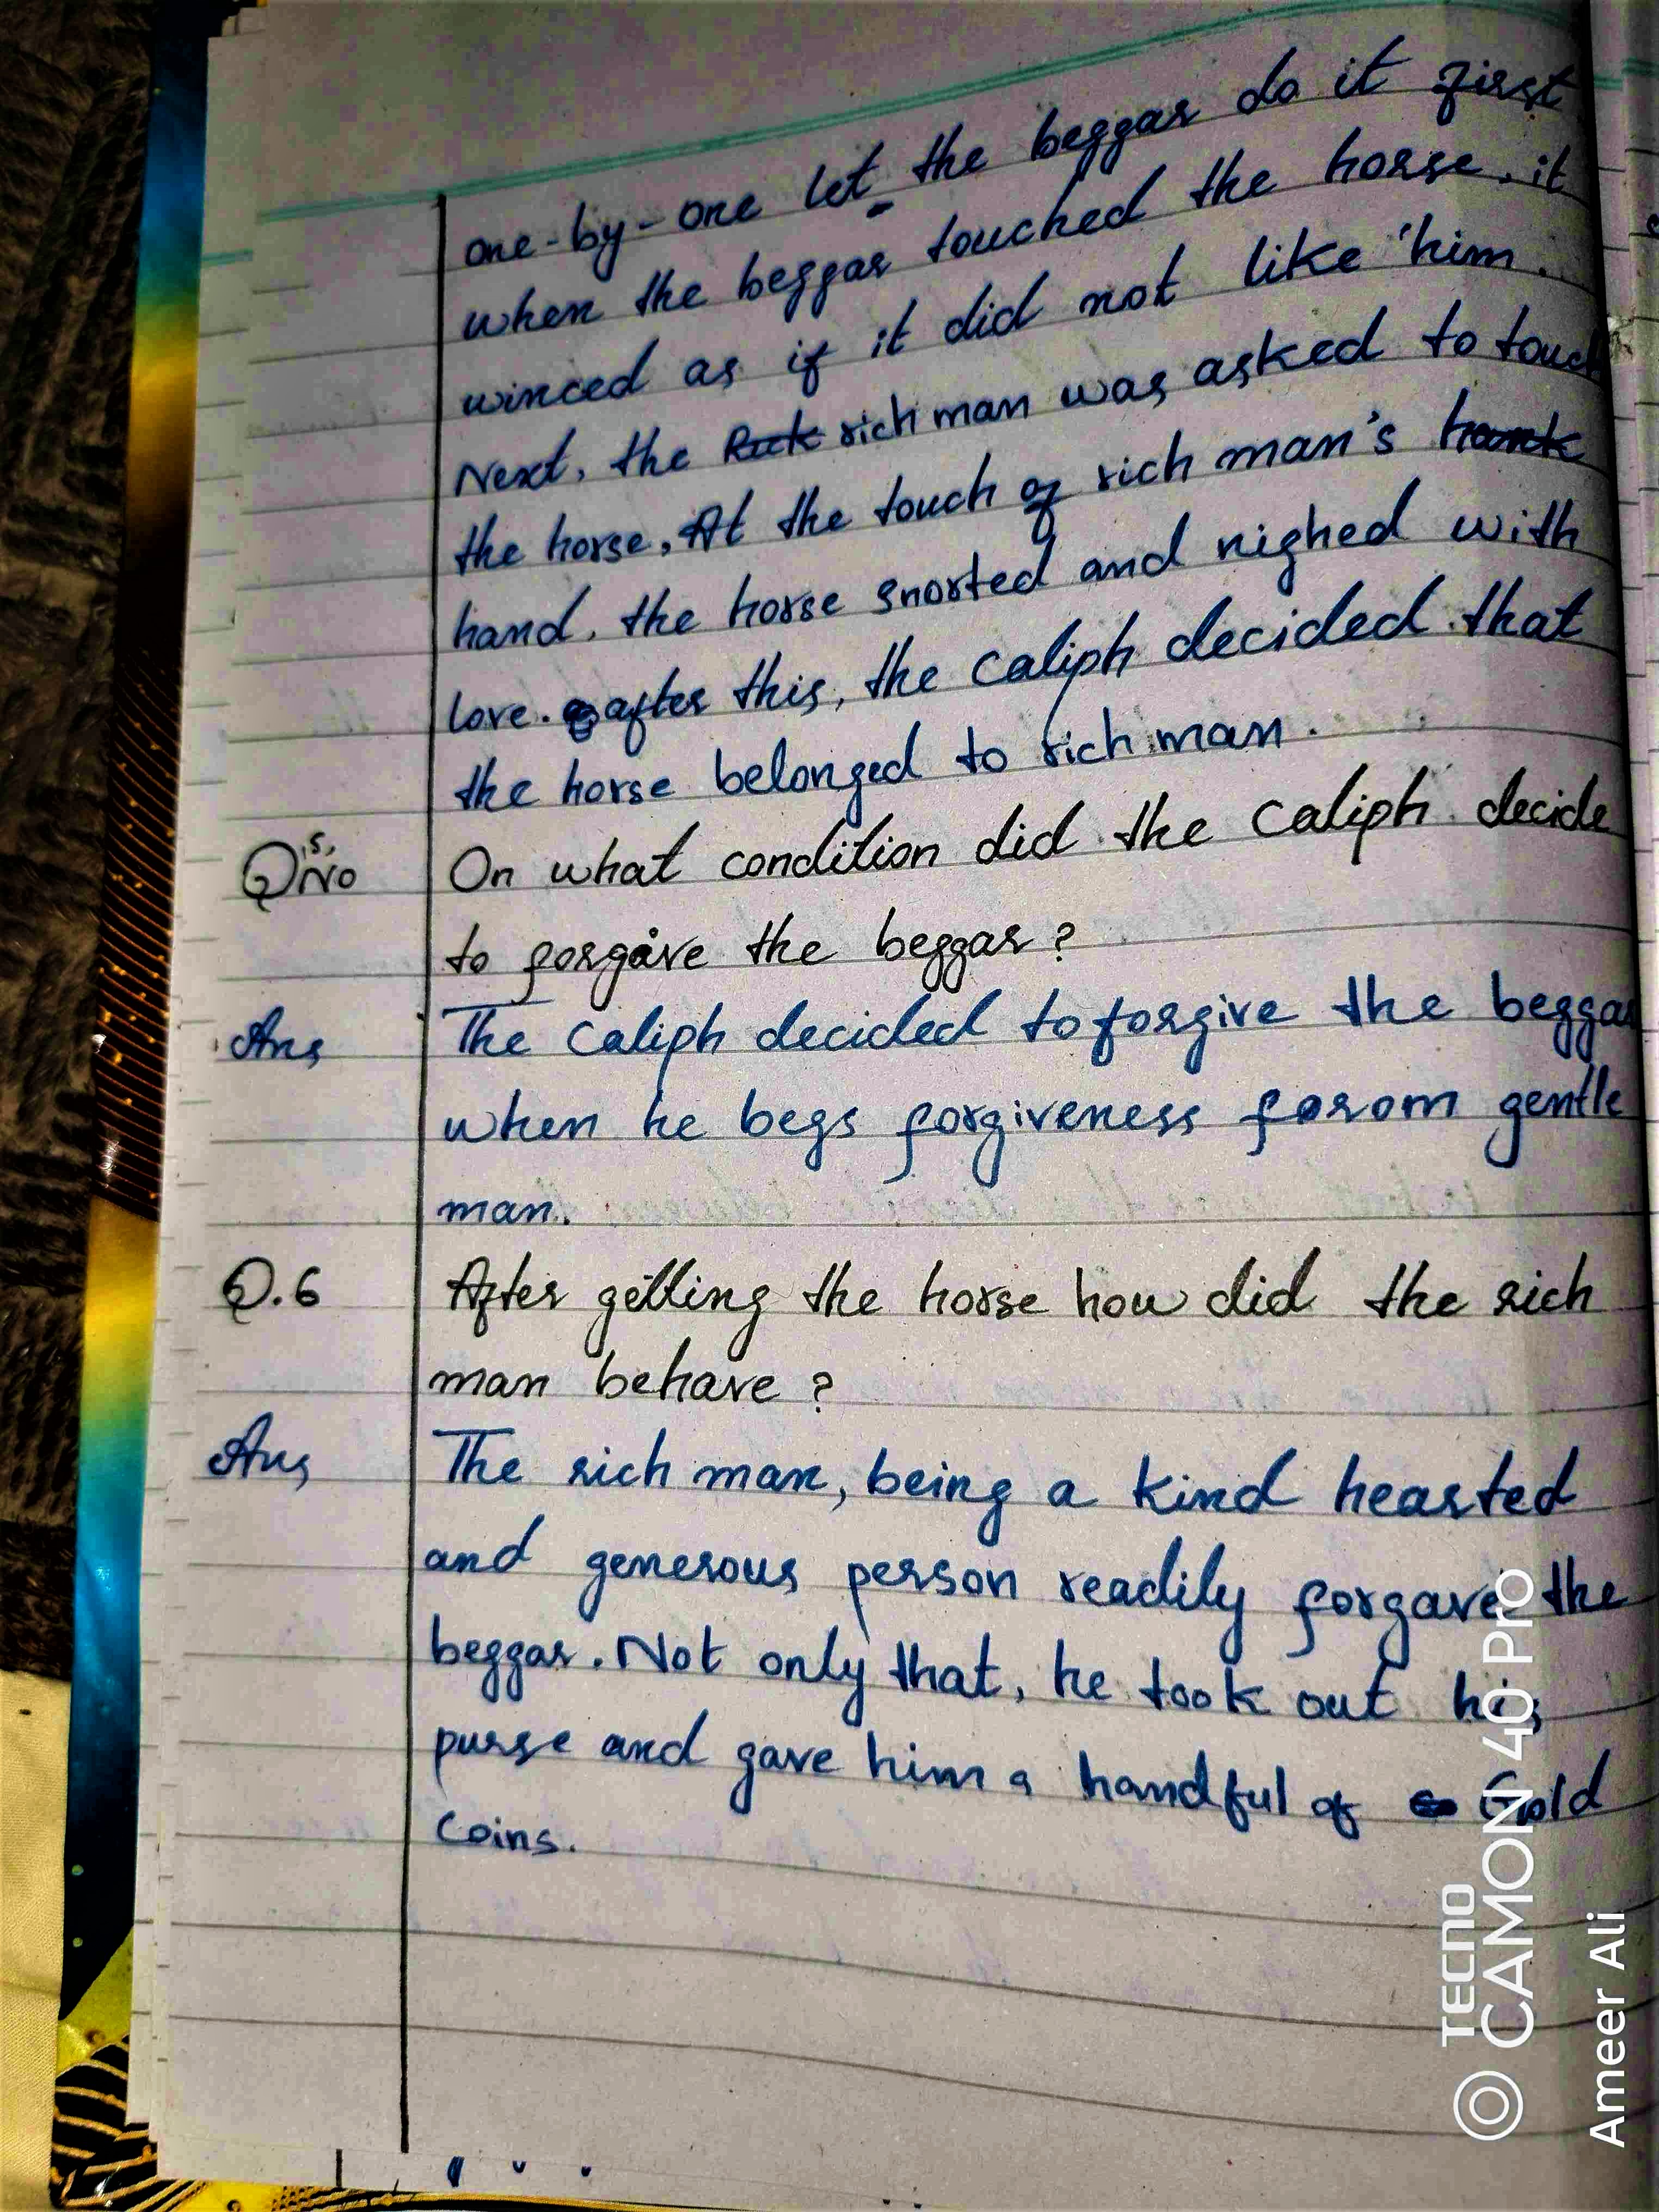 one-by-one let the beggar do it first
when the beggar touched the horse. it
winced as if it did not like him.
Next, the rich man was asked to touch
the horse, At the touch of rich man's
hand. the horse snorted and nighed with
love. after this, the caliph decided that
the horse belonged to rich man.
Q No 5, On what condition did the caliph decide
to forgive the beggar?
Ans The caliph decided to forgive the beggar
when he begs forgiveness from gentle
man.
Q.6 After getting the horse how did the rich
man behave?
Ans The rich man, being a kind hearted
and generous person readily forgave the
beggar. Not only that, he took out his
purse and gave him a handful of Gold
Coins.
TECNO
CAMON 40 Pro
Ameer Ali